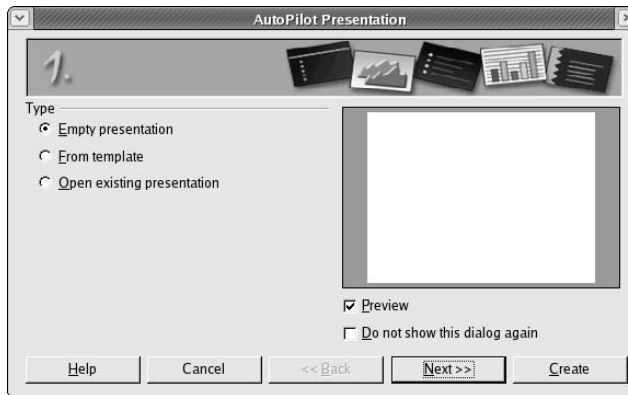 AutoPilot Presentation
1.
Type
Empty presentation
From template
Open existing presentation
Preview
Do not show this dialog again
Help
Cancel
<< Back
Next >>
Create